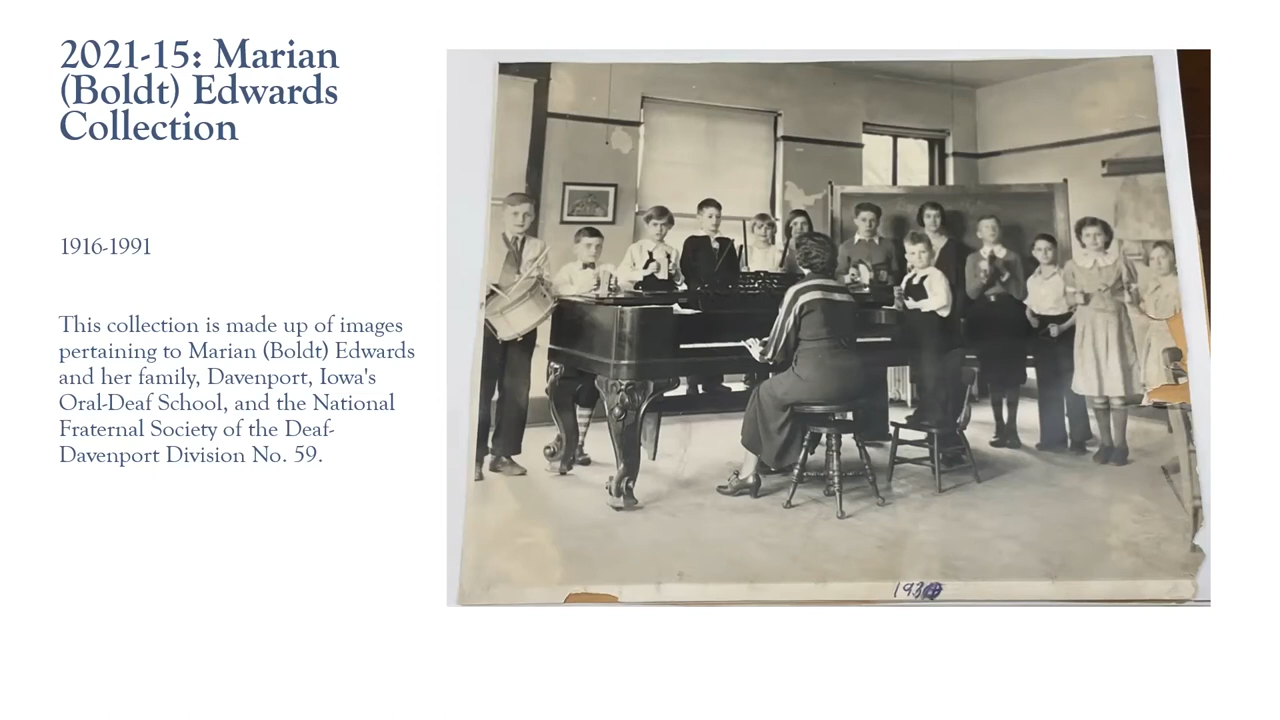 2021-15: Marian
(Boldt) Edwards
Collection
1916-1991
This collection is made up of images
pertaining to Marian (Boldt) Edwards
and her family, Davenport, Iowa's
Oral-Deaf School, and the National
Fraternal Society of the Deaf-
Davenport Division No. 59.